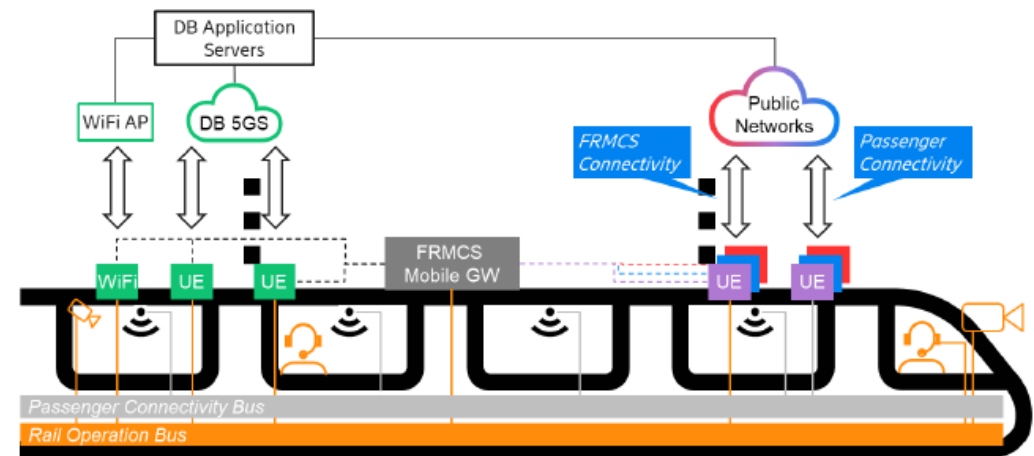 DB Application
Servers
WiFi AP
DB 5GS
Public
Networks
FRMCS
Connectivity
Passenger
Connectivity
FRMCS
Mobile GW
WiFi
UE
UE
UE
UE
Passenger Connectivity Bus
Rail Operation Bus